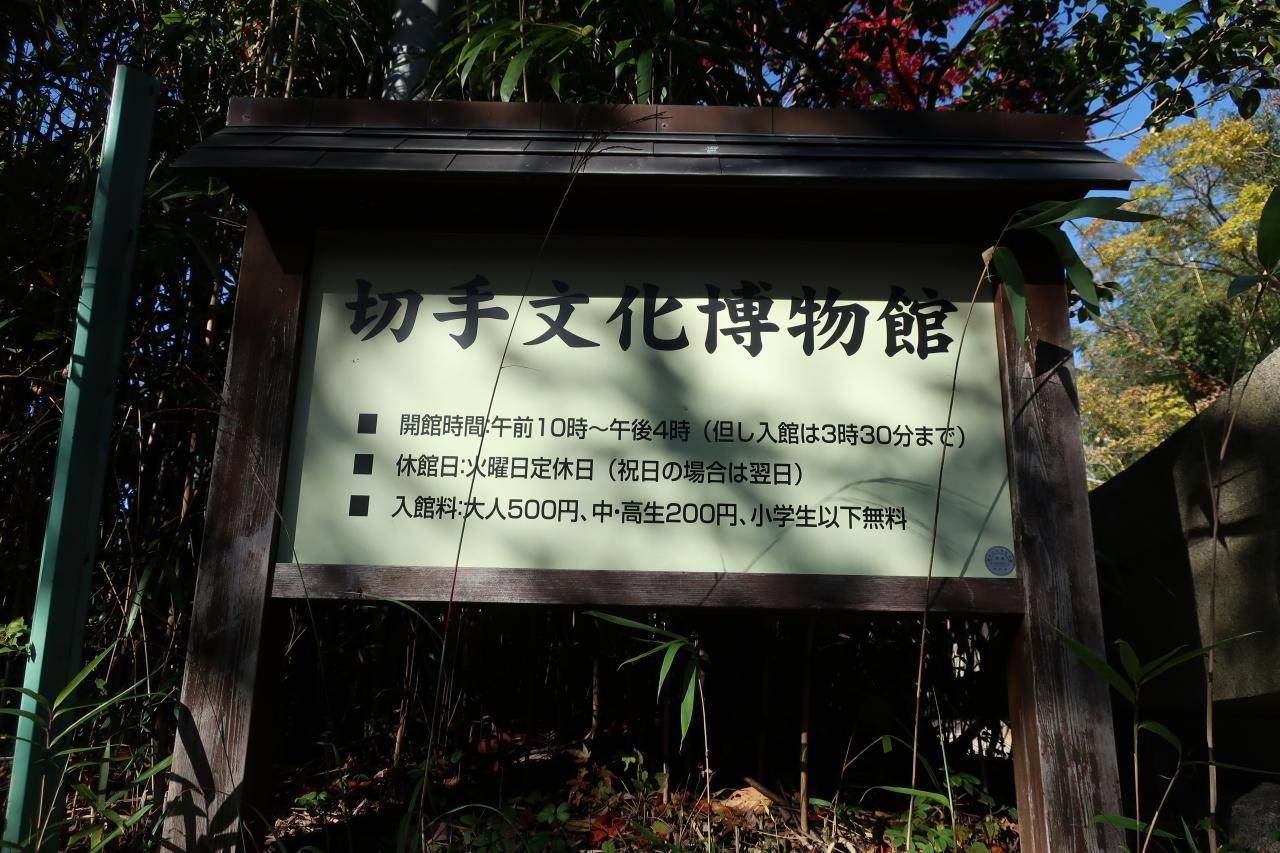 切手文化博物館
■ 開館時間:午前10時～午後4時（但し入館は3時30分まで）
■ 休館日:火曜日定休日（祝日の場合は翌日）
■ 入館料:大人500円、中・高生200円、小学生以下無料